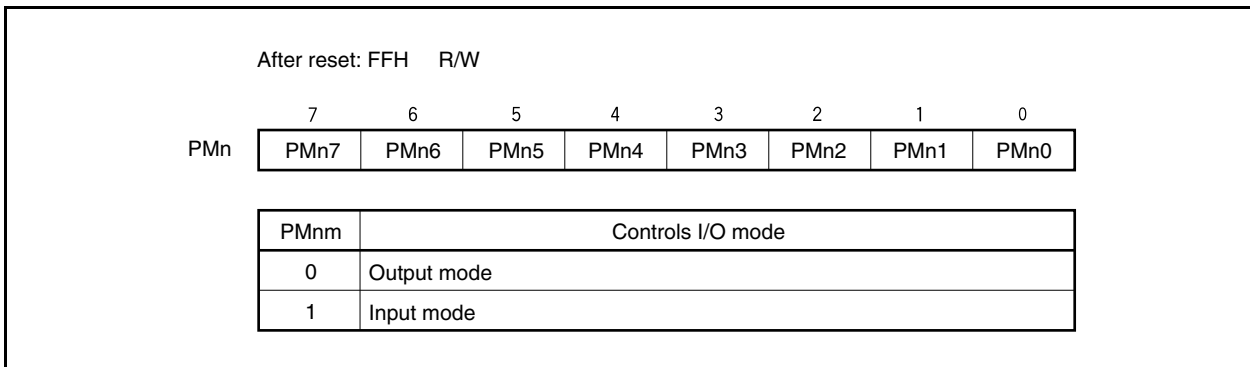 After reset: FFH R/W
7 6 5 4 3 2 1 0
PMn PMn7 PMn6 PMn5 PMn4 PMn3 PMn2 PMn1 PMn0
PMnm Controls I/O mode
0 Output mode
1 Input mode